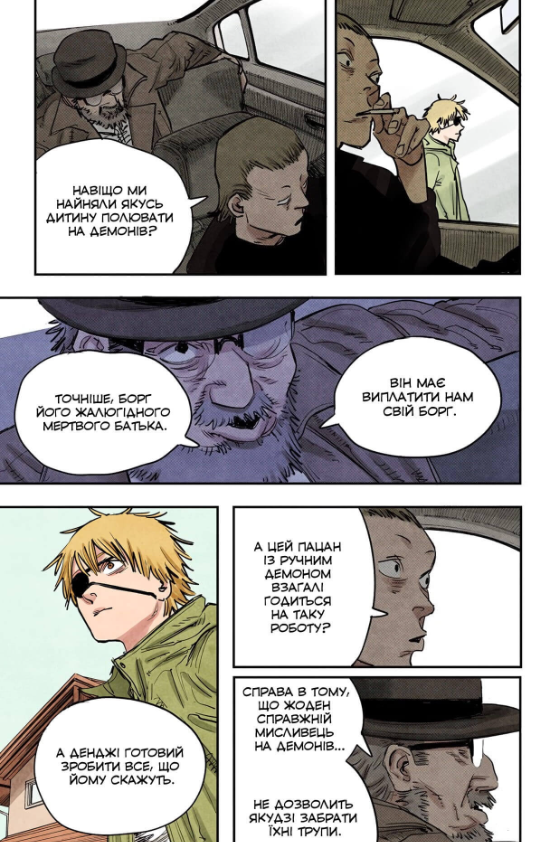 НАВІЩО МИ
НАЙНЯЛИ ЯКУСЬ
ДИТИНУ ПОЛЮВАТИ
НА ДЕМОНІВ?
ВІН МАЄ
ВИПЛАТИТИ НАМ
СВІЙ БОРГ.
ТОЧНІШЕ, БОРГ
ЙОГО ЖАЛЮГІДНОГО
МЕРТВОГО БАТЬКА.
А ЦЕЙ ПАЦАН
ІЗ РУЧНИМ
ДЕМОНОМ
ВЗАГАЛІ
ГОДИТЬСЯ
НА ТАКУ
РОБОТУ?
А ДЕНДЖІ ГОТОВИЙ
ЗРОБИТИ ВСЕ, ЩО
ЙОМУ СКАЖУТЬ.
СПРАВА В ТОМУ,
ЩО ЖОДЕН
СПРАВЖНІЙ
МИСЛИВЕЦЬ
НА ДЕМОНІВ...
НЕ ДОЗВОЛИТЬ
ЯКУДЗІ ЗАБРАТИ
ЇХНІ ТРУПИ.